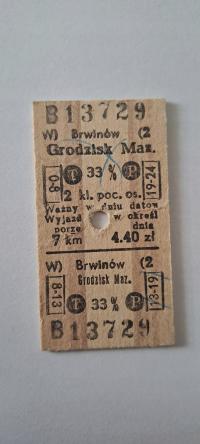 B13729
W) Brwinów (2
Grodzisk Maz.
0-8 T 33 % P 19-24
2 kl. poc. os.
Ważny w dniu datow
Wyjazd w określ
porze dnia
7 km 4.40 zł
W) Brwinów (2
Grodzisk Maz.
8-13 T 33 % P 13-19
B13729